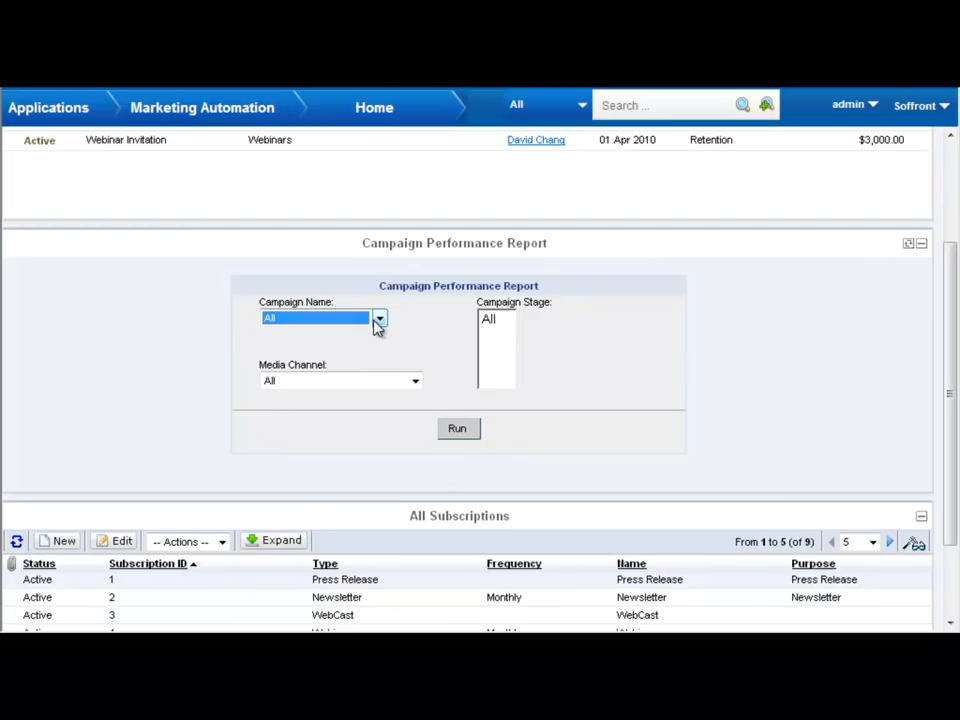 Applications Marketing Automation Home All Search ... admin Soffront
Active Webinar Invitation Webinars David Chang 01 Apr 2010 Retention $3,000.00
Campaign Performance Report
Campaign Performance Report
Campaign Name: Campaign Stage:
All All
Media Channel:
All
Run
All Subscriptions
New Edit -- Actions -- Expand From 1 to 5 (of 9) 5
Status Subscription ID Type Frequency Name Purpose
Active 1 Press Release Press Release Press Release
Active 2 Newsletter Monthly Newsletter Newsletter
Active 3 WebCast WebCast